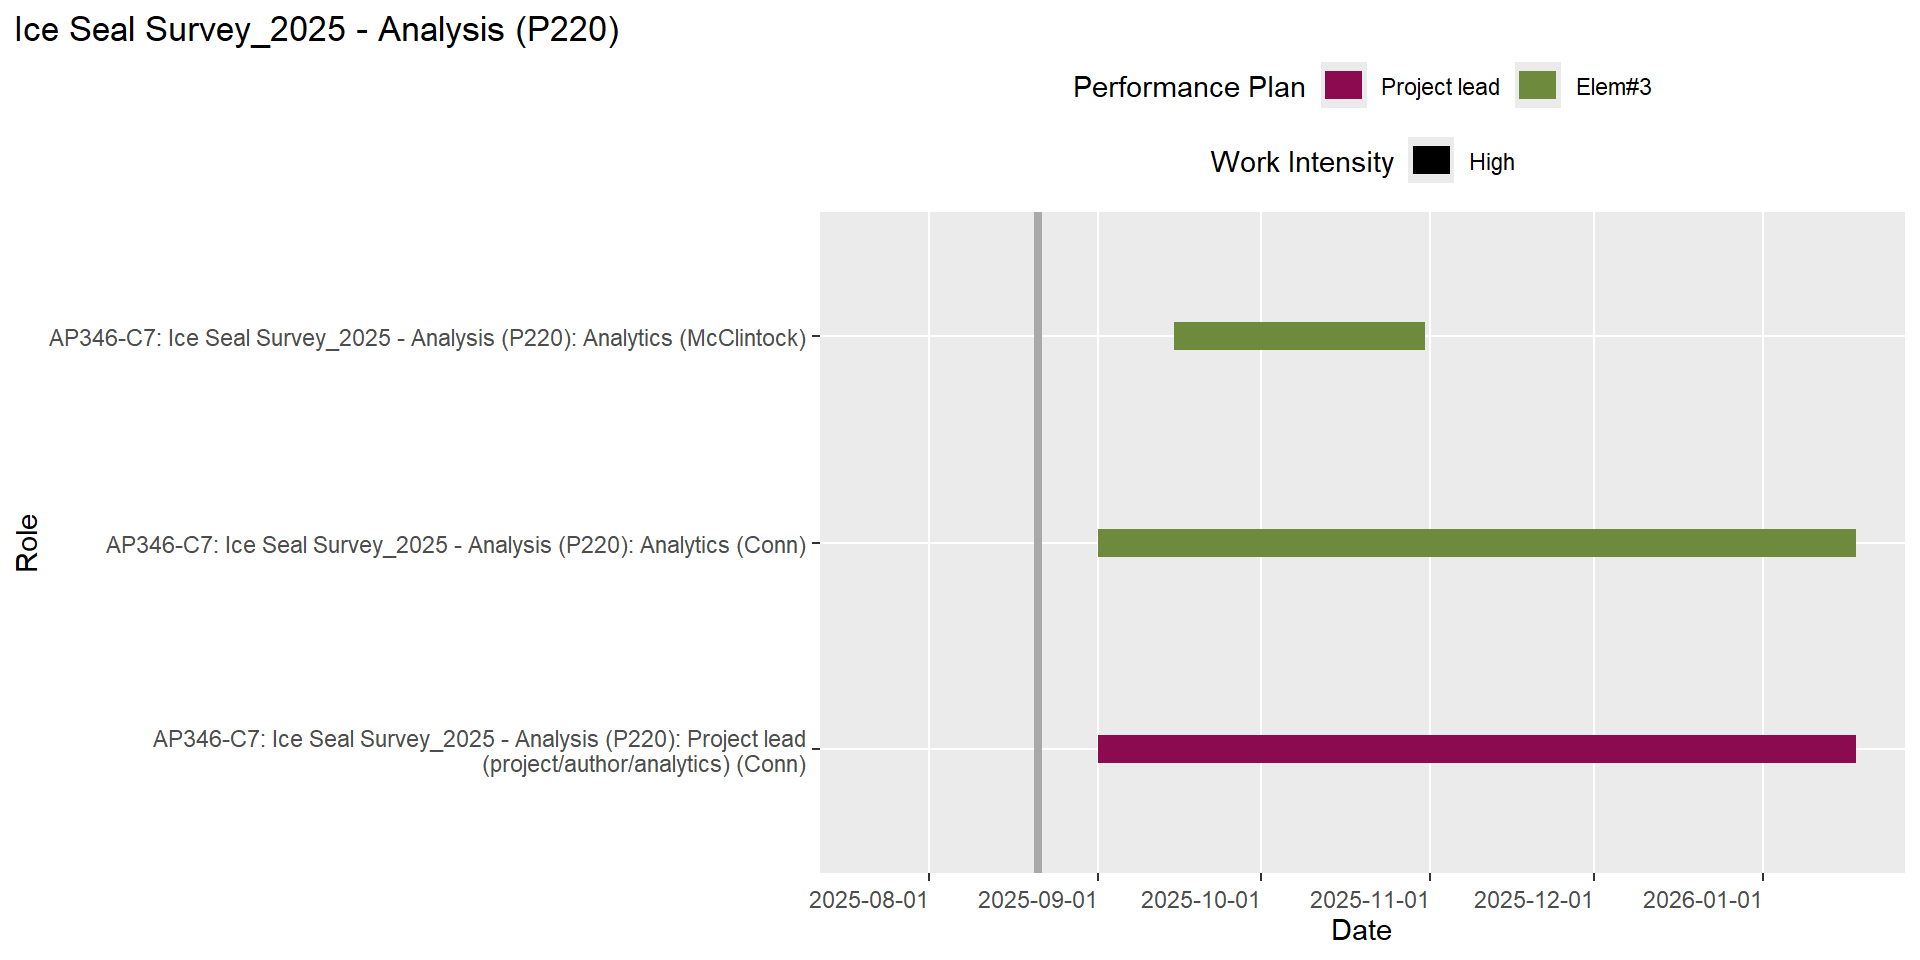 Ice Seal Survey_2025 - Analysis (P220)
Performance Plan Project lead Elem#3
Work Intensity High
AP346-C7: Ice Seal Survey_2025 - Analysis (P220): Analytics (McClintock)
AP346-C7: Ice Seal Survey_2025 - Analysis (P220): Analytics (Conn)
AP346-C7: Ice Seal Survey_2025 - Analysis (P220): Project lead
(project/author/analytics) (Conn)
Role
2025-08-01 2025-09-01 2025-10-01 2025-11-01 2025-12-01 2026-01-01
Date